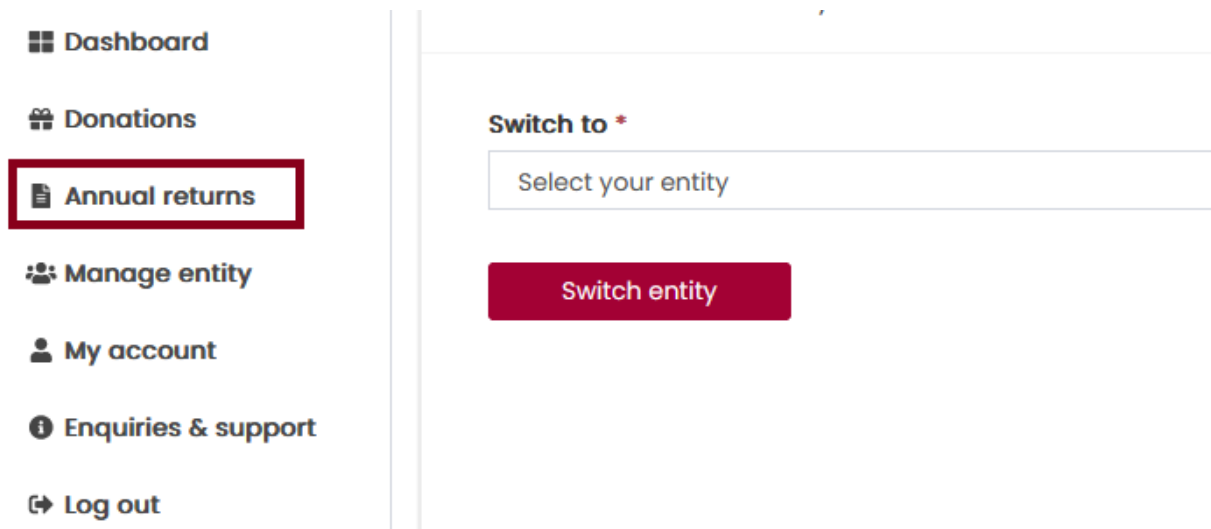 Dashboard
Donations
Annual returns
Manage entity
My account
Enquiries & support
Log out
Switch to *
Select your entity
Switch entity